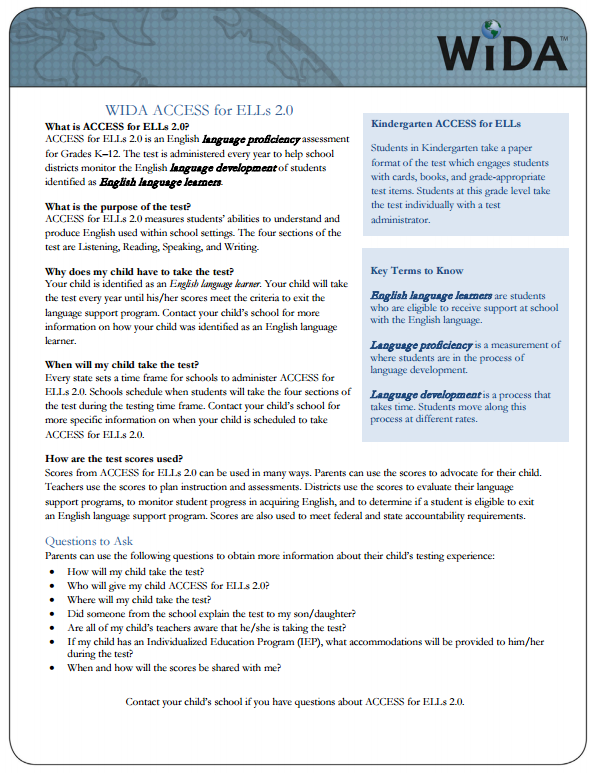 WiDA™
WIDA ACCESS for ELLs 2.0
What is ACCESS for ELLs 2.0?
ACCESS for ELLs 2.0 is an English language proficiency assessment
for Grades K–12. The test is administered every year to help school
districts monitor the English language development of students
identified as English language learners.
What is the purpose of the test?
ACCESS for ELLs 2.0 measures students' abilities to understand and
produce English used within school settings. The four sections of
the test are Listening, Reading, Speaking, and Writing.
Why does my child have to take the test?
Your child is identified as an English language learner. Your child will take
the test every year until his/her scores meet the criteria to exit the
language support program. Contact your child's school for more
information on how your child was identified as an English language
learner.
When will my child take the test?
Every state sets a time frame for schools to administer ACCESS for
ELLs 2.0. Schools schedule when students will take the four sections of
the test during the testing time frame. Contact your child's school for
more specific information on when your child is scheduled to take
ACCESS for ELLs 2.0.
Kindergarten ACCESS for ELLs
Students in Kindergarten take a paper
format of the test which engages students
with cards, books, and grade-appropriate
test items. Students at this grade level take
the test individually with a test
administrator.
Key Terms to Know
English language learners are students
who are eligible to receive support at school
with the English language.
Language proficiency is a measurement of
where students are in the process of
language development.
Language development is a process that
takes time. Students move along this
process at different rates.
How are the test scores used?
Scores from ACCESS for ELLs 2.0 can be used in many ways. Parents can use the scores to advocate for their child.
Teachers use the scores to plan instruction and assessments. Districts use the scores to evaluate their language
support programs, to monitor student progress in acquiring English, and to determine if a student is eligible to exit
an English language support program. Scores are also used to meet federal and state accountability requirements.
Questions to Ask
Parents can use the following questions to obtain more information about their child's testing experience:
• How will my child take the test?
• Who will give my child ACCESS for ELLs 2.0?
• Where will my child take the test?
• Did someone from the school explain the test to my son/daughter?
• Are all of my child's teachers aware that he/she is taking the test?
• If my child has an Individualized Education Program (IEP), what accommodations will be provided to him/her
during the test?
• When and how will the scores be shared with me?
Contact your child's school if you have questions about ACCESS for ELLs 2.0.